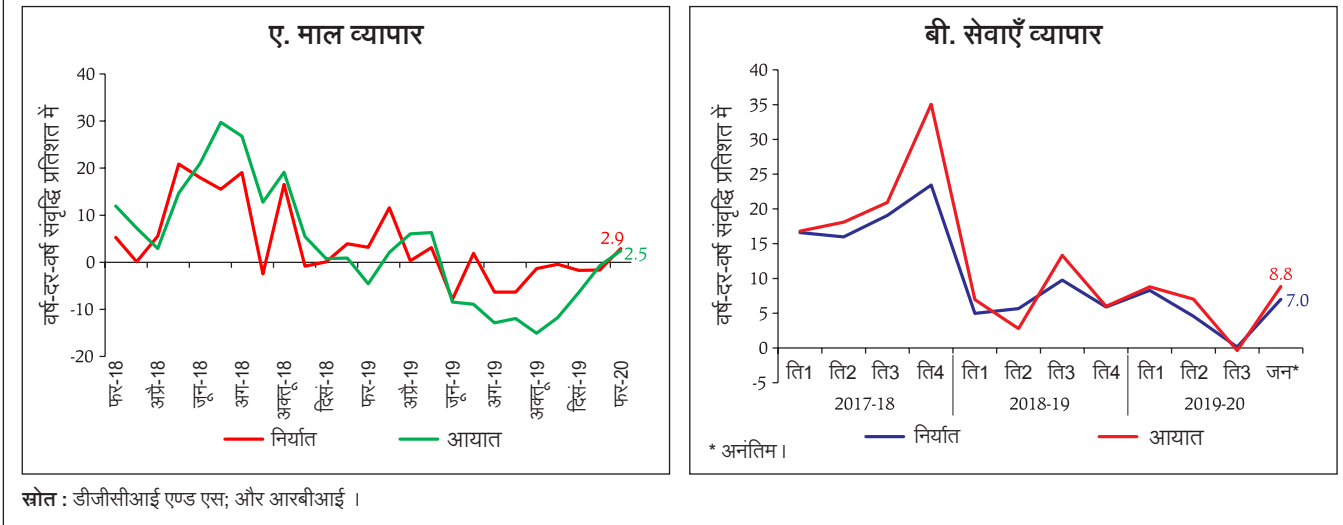 ए. माल व्यापार
वर्ष-दर-वर्ष संवृद्धि प्रतिशत में
40
30
20
10
0
-10
-20
2.9
2.5
फर-18
अप्रै-18
जून-18
अग-18
अक्तू-18
दिसं-18
फर-19
अप्रै-19
जून-19
अग-19
अक्तू-19
दिसं-19
फर-20
निर्यात
आयात
बी. सेवाएँ व्यापार
वर्ष-दर-वर्ष संवृद्धि प्रतिशत में
40
35
30
25
20
15
10
5
0
-5
8.8
7.0
ति1 ति2 ति3 ति4 ति1 ति2 ति3 ति4 ति1 ति2 ति3 जन*
2017-18 2018-19 2019-20
निर्यात
आयात
* अनंतिम।
स्रोत : डीजीसीआई एण्ड एस; और आरबीआई ।